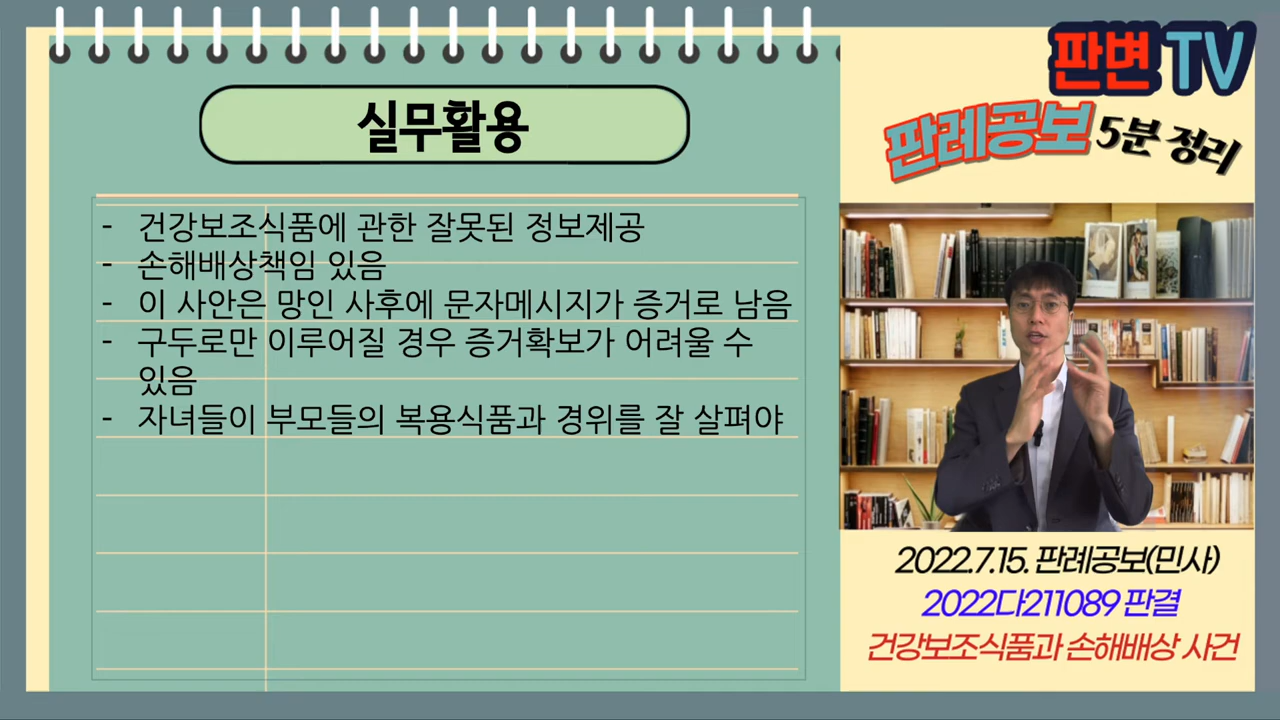 실무활용
- 건강보조식품에 관한 잘못된 정보제공
- 손해배상책임 있음
- 이 사안은 망인 사후에 문자메시지가 증거로 남음
- 구두로만 이루어질 경우 증거확보가 어려울 수
있음
- 자녀들이 부모들의 복용식품과 경위를 잘 살펴야
판변 TV
판례공보 5분 정리
2022.7.15. 판례공보(민사)
2022다211089 판결
건강보조식품과 손해배상 사건